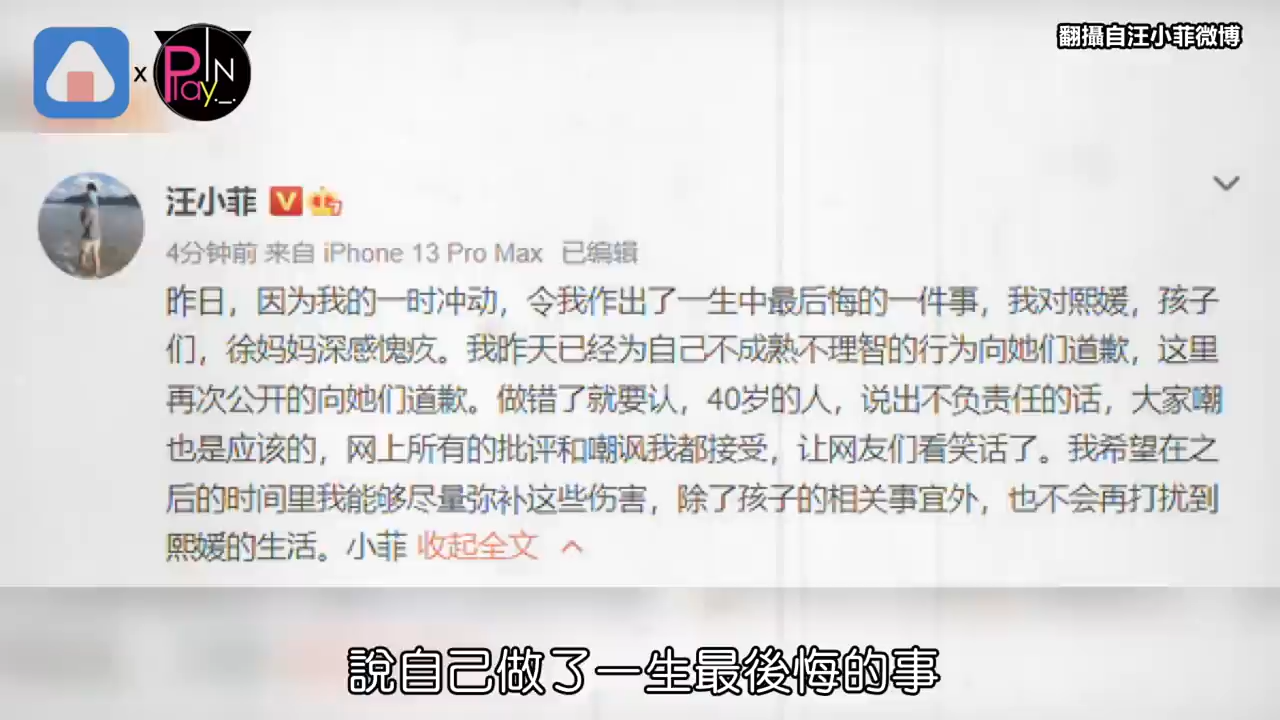 翻攝自汪小菲微博
x
PlayIN._.
汪小菲
4分钟前 来自 iPhone 13 Pro Max 已编辑
昨日，因为我的一时冲动，令我作出了一生中最后悔的一件事，我对熙媛，孩子
们，徐妈妈深感愧疚。我昨天已经为自己不成熟不理智的行为向她们道歉，这里
再次公开的向她们道歉。做错了就要认，40岁的人，说出不负责任的话，大家嘲
也是应该的，网上所有的批评和嘲讽我都接受，让网友们看笑话了。我希望在之
后的时间里我能够尽量弥补这些伤害，除了孩子的相关事宜外，也不会再打扰到
熙媛的生活。小菲 收起全文
說自己做了一生最後悔的事